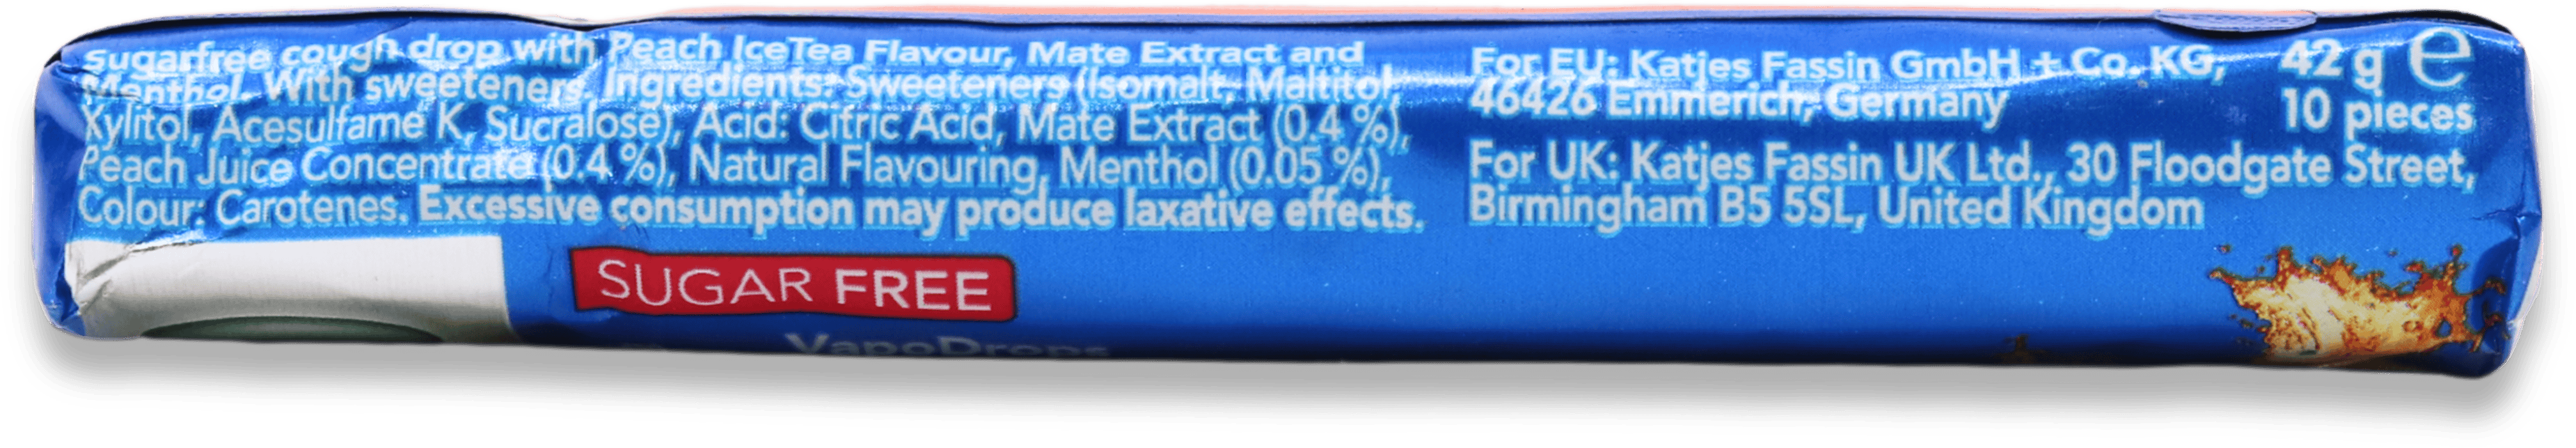 Sugarfree cough drop with Peach IceTea Flavour, Mate Extract and
Menthol. With sweeteners. Ingredients: Sweeteners (Isomalt, Maltitol,
Xylitol, Acesulfame K, Sucralose), Acid: Citric Acid, Mate Extract (0.4 %),
Peach Juice Concentrate (0.4 %), Natural Flavouring, Menthol (0.05 %),
Colour: Carotenes. Excessive consumption may produce laxative effects.
For EU: Katjes Fassin GmbH + Co. KG,
46426 Emmerich, Germany
For UK: Katjes Fassin UK Ltd., 30 Floodgate Street,
Birmingham B5 5SL, United Kingdom
42 g e
10 pieces
SUGAR FREE
VapoDrops